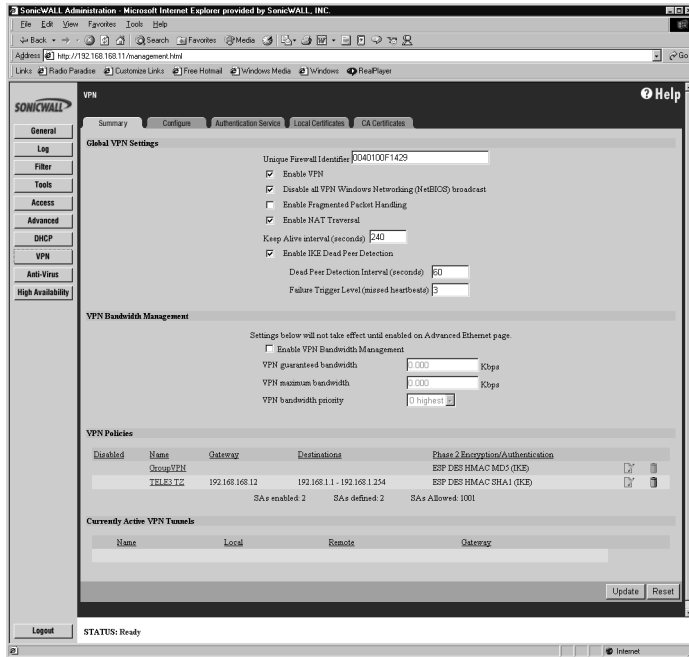 SonicWALL Administration - Microsoft Internet Explorer provided by SonicWALL, INC.
File Edit View Favorites Tools Help
Back Search Favorites Media
Address http://192.168.168.11/management.html Go
Links Radio Paradise Customize Links Free Hotmail Windows Media Windows RealPlayer
SONICWALL
VPN
Help
Summary Configure Authentication Service Local Certificates CA Certificates
General
Log
Filter
Tools
Access
Advanced
DHCP
VPN
Anti-Virus
High Availability
Global VPN Settings
Unique Firewall Identifier 0040100F1429
Enable VPN
Disable all VPN Windows Networking (NetBIOS) broadcast
Enable Fragmented Packet Handling
Enable NAT Traversal
Keep Alive interval (seconds) 240
Enable IKE Dead Peer Detection
Dead Peer Detection Interval (seconds) 60
Failure Trigger Level (missed heartbeats) 3
VPN Bandwidth Management
Settings below will not take effect until enabled on Advanced Ethernet page.
Enable VPN Bandwidth Management
VPN guaranteed bandwidth 0.000 Kbps
VPN maximum bandwidth 0.000 Kbps
VPN bandwidth priority 0 highest
VPN Policies
Disabled Name Gateway Destinations Phase 2 Encryption/Authentication
GroupVPN ESP DES HMAC MD5 (IKE)
TELE3 TZ 192.168.168.12 192.168.1.1 - 192.168.1.254 ESP DES HMAC SHA1 (IKE)
SAs enabled: 2 SAs defined: 2 SAs Allowed: 1001
Currently Active VPN Tunnels
Name Local Remote Gateway
Update Reset
Logout
STATUS: Ready
Internet